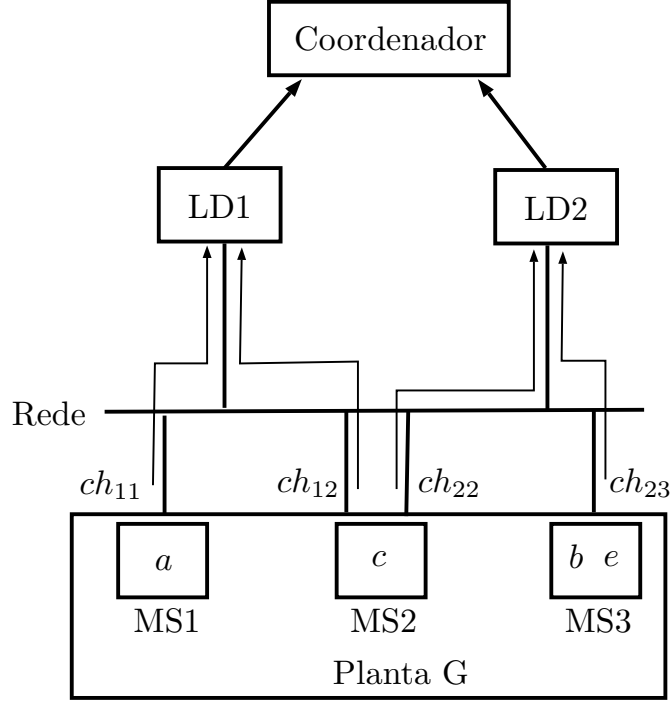 Coordenador
LD1 LD2
Rede
ch11 ch12 ch22 ch23
a c b e
MS1 MS2 MS3
Planta G